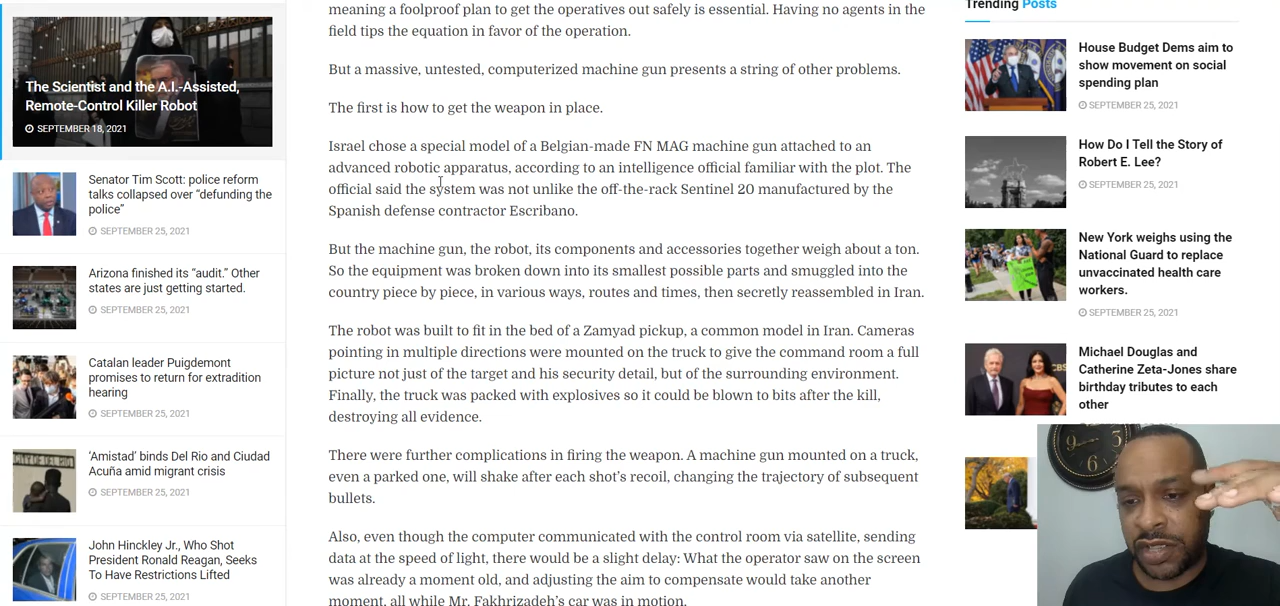 The Scientist and the A.I.-Assisted,
Remote-Control Killer Robot
SEPTEMBER 18, 2021
Senator Tim Scott: police reform
talks collapsed over “defunding the
police”
SEPTEMBER 25, 2021
Arizona finished its “audit.” Other
states are just getting started.
SEPTEMBER 25, 2021
Catalan leader Puigdemont
promises to return for extradition
hearing
SEPTEMBER 25, 2021
‘Amistad’ binds Del Rio and Ciudad
Acuña amid migrant crisis
SEPTEMBER 25, 2021
John Hinckley Jr., Who Shot
President Ronald Reagan, Seeks
To Have Restrictions Lifted
SEPTEMBER 25, 2021
meaning a foolproof plan to get the operatives out safely is essential. Having no agents in the
field tips the equation in favor of the operation.
But a massive, untested, computerized machine gun presents a string of other problems.
The first is how to get the weapon in place.
Israel chose a special model of a Belgian-made FN MAG machine gun attached to an
advanced robotic apparatus, according to an intelligence official familiar with the plot. The
official said the system was not unlike the off-the-rack Sentinel 20 manufactured by the
Spanish defense contractor Escribano.
But the machine gun, the robot, its components and accessories together weigh about a ton.
So the equipment was broken down into its smallest possible parts and smuggled into the
country piece by piece, in various ways, routes and times, then secretly reassembled in Iran.
The robot was built to fit in the bed of a Zamyad pickup, a common model in Iran. Cameras
pointing in multiple directions were mounted on the truck to give the command room a full
picture not just of the target and his security detail, but of the surrounding environment.
Finally, the truck was packed with explosives so it could be blown to bits after the kill,
destroying all evidence.
There were further complications in firing the weapon. A machine gun mounted on a truck,
even a parked one, will shake after each shot’s recoil, changing the trajectory of subsequent
bullets.
Also, even though the computer communicated with the control room via satellite, sending
data at the speed of light, there would be a slight delay: What the operator saw on the screen
was already a moment old, and adjusting the aim to compensate would take another
moment, all while Mr. Fakhrizadeh’s car was in motion.
Trending Posts
House Budget Dems aim to
show movement on social
spending plan
SEPTEMBER 25, 2021
How Do I Tell the Story of
Robert E. Lee?
SEPTEMBER 25, 2021
New York weighs using the
National Guard to replace
unvaccinated health care
workers.
SEPTEMBER 25, 2021
Michael Douglas and
Catherine Zeta-Jones share
birthday tributes to each
other